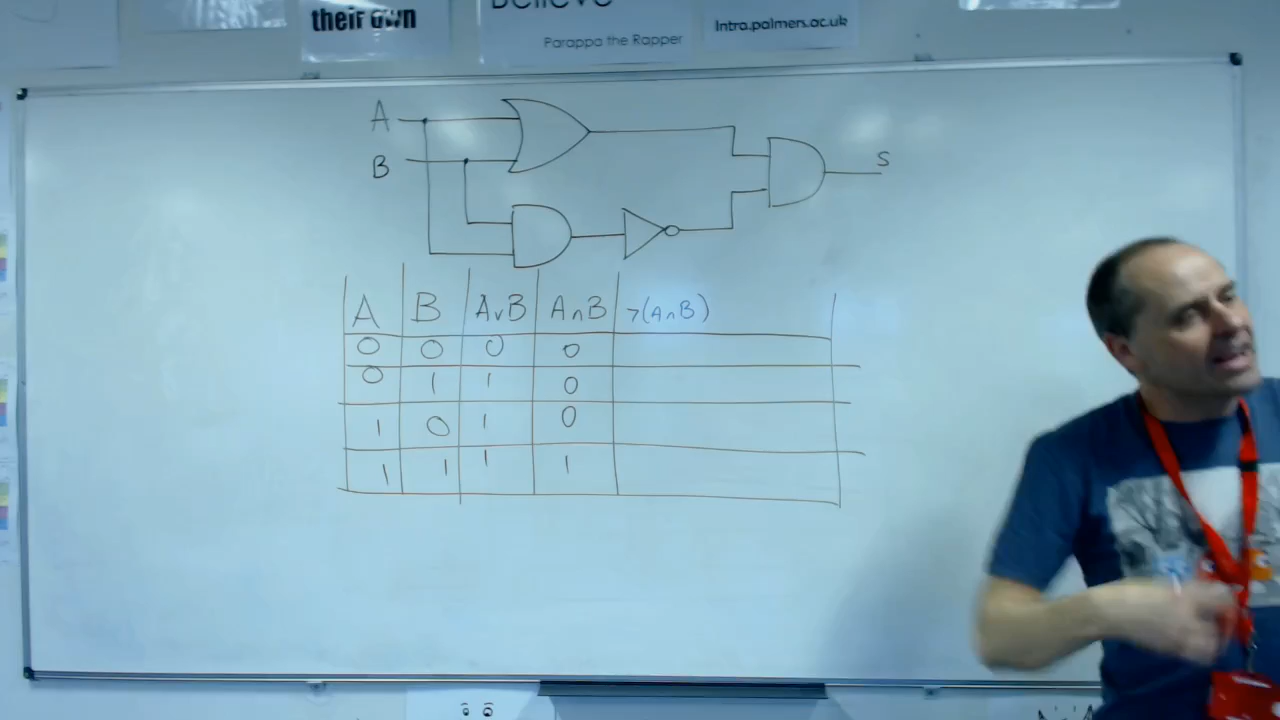 their own
Believe
Parappa the Rapper
Intra.palmers.ac.uk
A
B
S
A B A∨B A∧B ¬(A∧B)
0 0 0 0
0 1 1 0
1 0 1 0
1 1 1 1